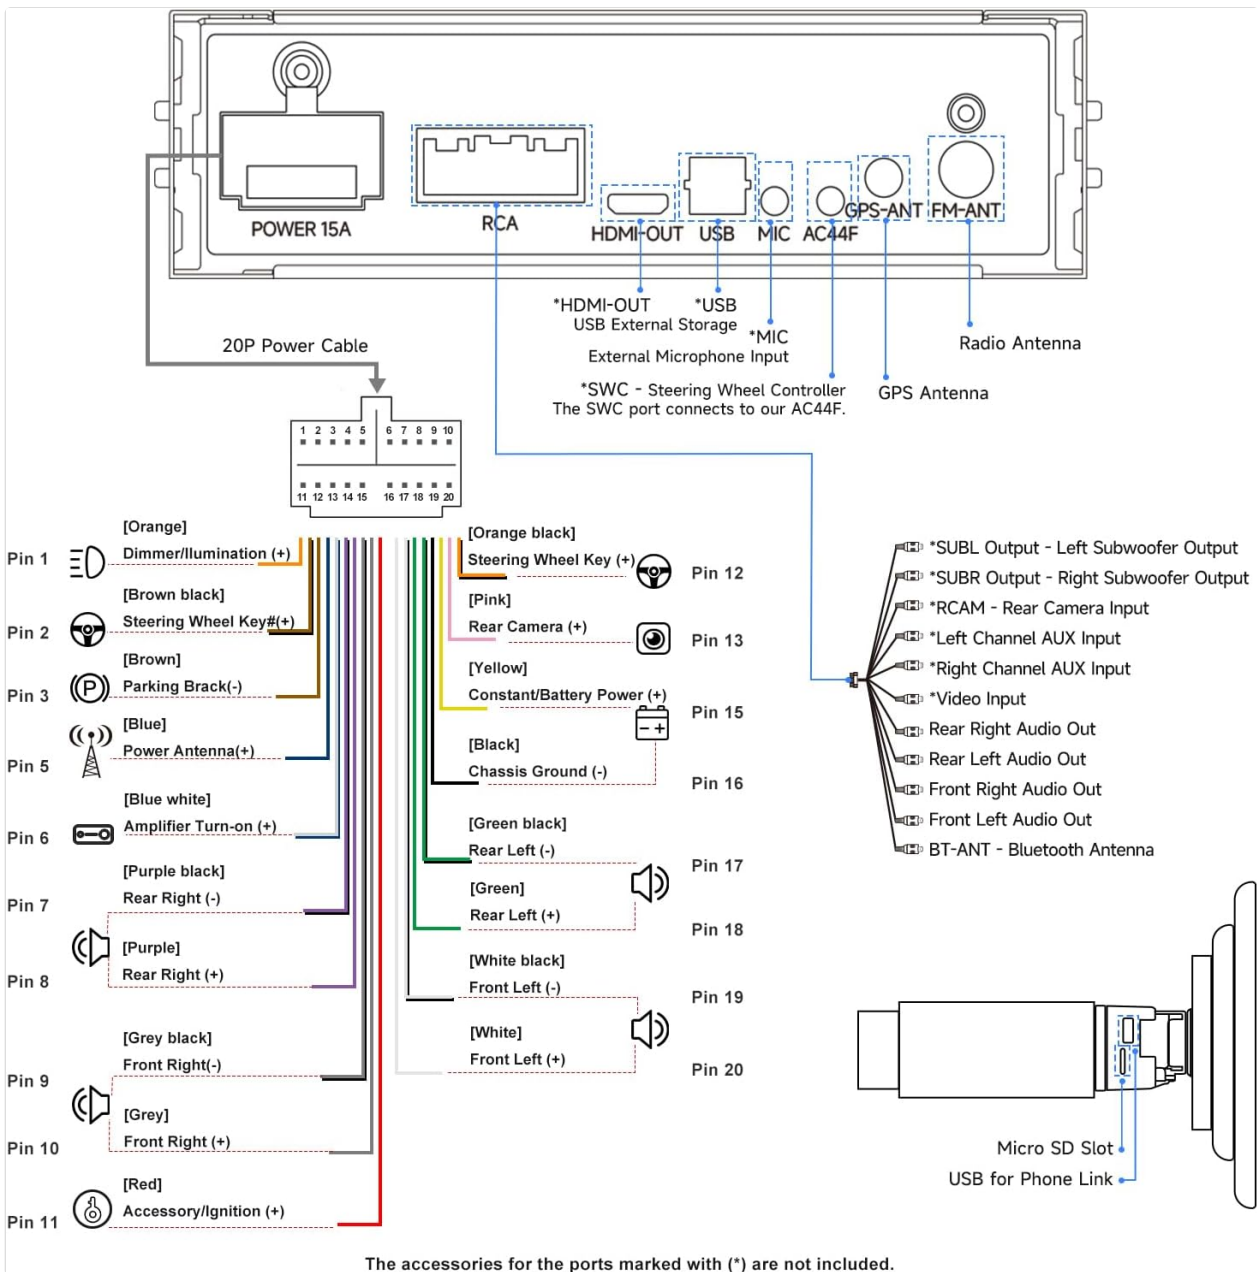 POWER 15A
RCA
HDMI-OUT
USB
MIC
AC44F
GPS-ANT
FM-ANT
*HDMI-OUT
*USB
USB External Storage
*MIC
External Microphone Input
Radio Antenna
*SWC - Steering Wheel Controller
The SWC port connects to our AC44F.
GPS Antenna
20P Power Cable
1 2 3 4 5 6 7 8 9 10
11 12 13 14 15 16 17 18 19 20
Pin 1
[Orange]
Dimmer/Ilumination (+)
Pin 2
[Brown black]
Steering Wheel Key#(+)
Pin 3
[Brown]
Parking Brack(-)
P
Pin 5
[Blue]
Power Antenna(+)
Pin 6
[Blue white]
Amplifier Turn-on (+)
Pin 7
[Purple black]
Rear Right (-)
Pin 8
[Purple]
Rear Right (+)
Pin 9
[Grey black]
Front Right(-)
Pin 10
[Grey]
Front Right (+)
Pin 11
[Red]
Accessory/Ignition (+)
[Orange black]
Steering Wheel Key (+)
Pin 12
[Pink]
Rear Camera (+)
Pin 13
[Yellow]
Constant/Battery Power (+)
Pin 15
[Black]
Chassis Ground (-)
Pin 16
[Green black]
Rear Left (-)
Pin 17
[Green]
Rear Left (+)
Pin 18
[White black]
Front Left (-)
Pin 19
[White]
Front Left (+)
Pin 20
*SUBL Output - Left Subwoofer Output
*SUBR Output - Right Subwoofer Output
*RCAM - Rear Camera Input
*Left Channel AUX Input
*Right Channel AUX Input
*Video Input
Rear Right Audio Out
Rear Left Audio Out
Front Right Audio Out
Front Left Audio Out
BT-ANT - Bluetooth Antenna
Micro SD Slot
USB for Phone Link
The accessories for the ports marked with (*) are not included.